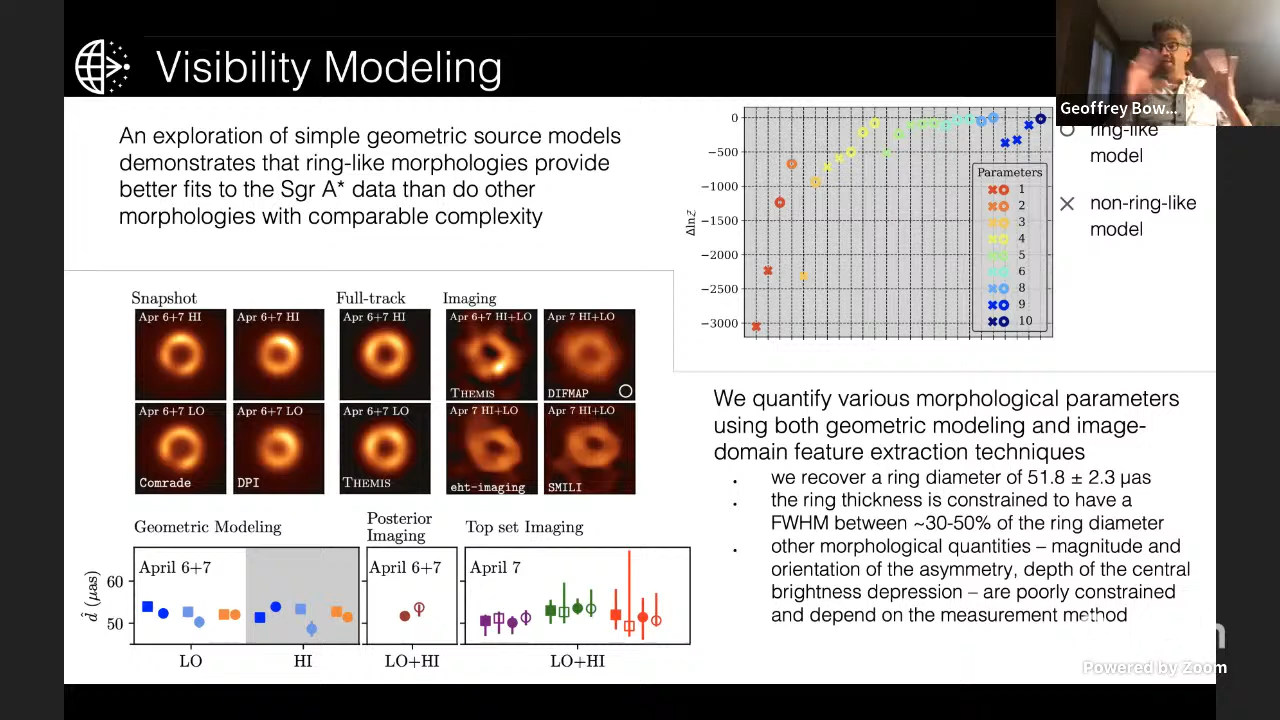 Visibility Modeling
Geoffrey Bow...
An exploration of simple geometric source models
demonstrates that ring-like morphologies provide
better fits to the Sgr A* data than do other
morphologies with comparable complexity
0
−500
−1000
−1500
−2000
−2500
−3000
Δln𝒵
Parameters
1
2
3
4
5
6
8
9
10
ring-like
model
non-ring-like
model
Snapshot
Full-track
Imaging
Apr 6+7 HI
Apr 6+7 HI
Apr 6+7 HI
Apr 6+7 HI+LO
Apr 7 HI+LO
THEMIS
DIFMAP
Apr 6+7 LO
Apr 6+7 LO
Apr 6+7 LO
Apr 7 HI+LO
Apr 7 HI+LO
Comrade
DPI
THEMIS
eht-imaging
SMILI
Geometric Modeling
Posterior
Imaging
Top set Imaging
April 6+7
April 6+7
April 7
d̂ (μas)
60
50
LO
HI
LO+HI
LO+HI
We quantify various morphological parameters
using both geometric modeling and image-
domain feature extraction techniques
• we recover a ring diameter of 51.8 ± 2.3 μas
• the ring thickness is constrained to have a
FWHM between ~30-50% of the ring diameter
• other morphological quantities – magnitude and
orientation of the asymmetry, depth of the central
brightness depression – are poorly constrained
and depend on the measurement method
Powered by Zoom